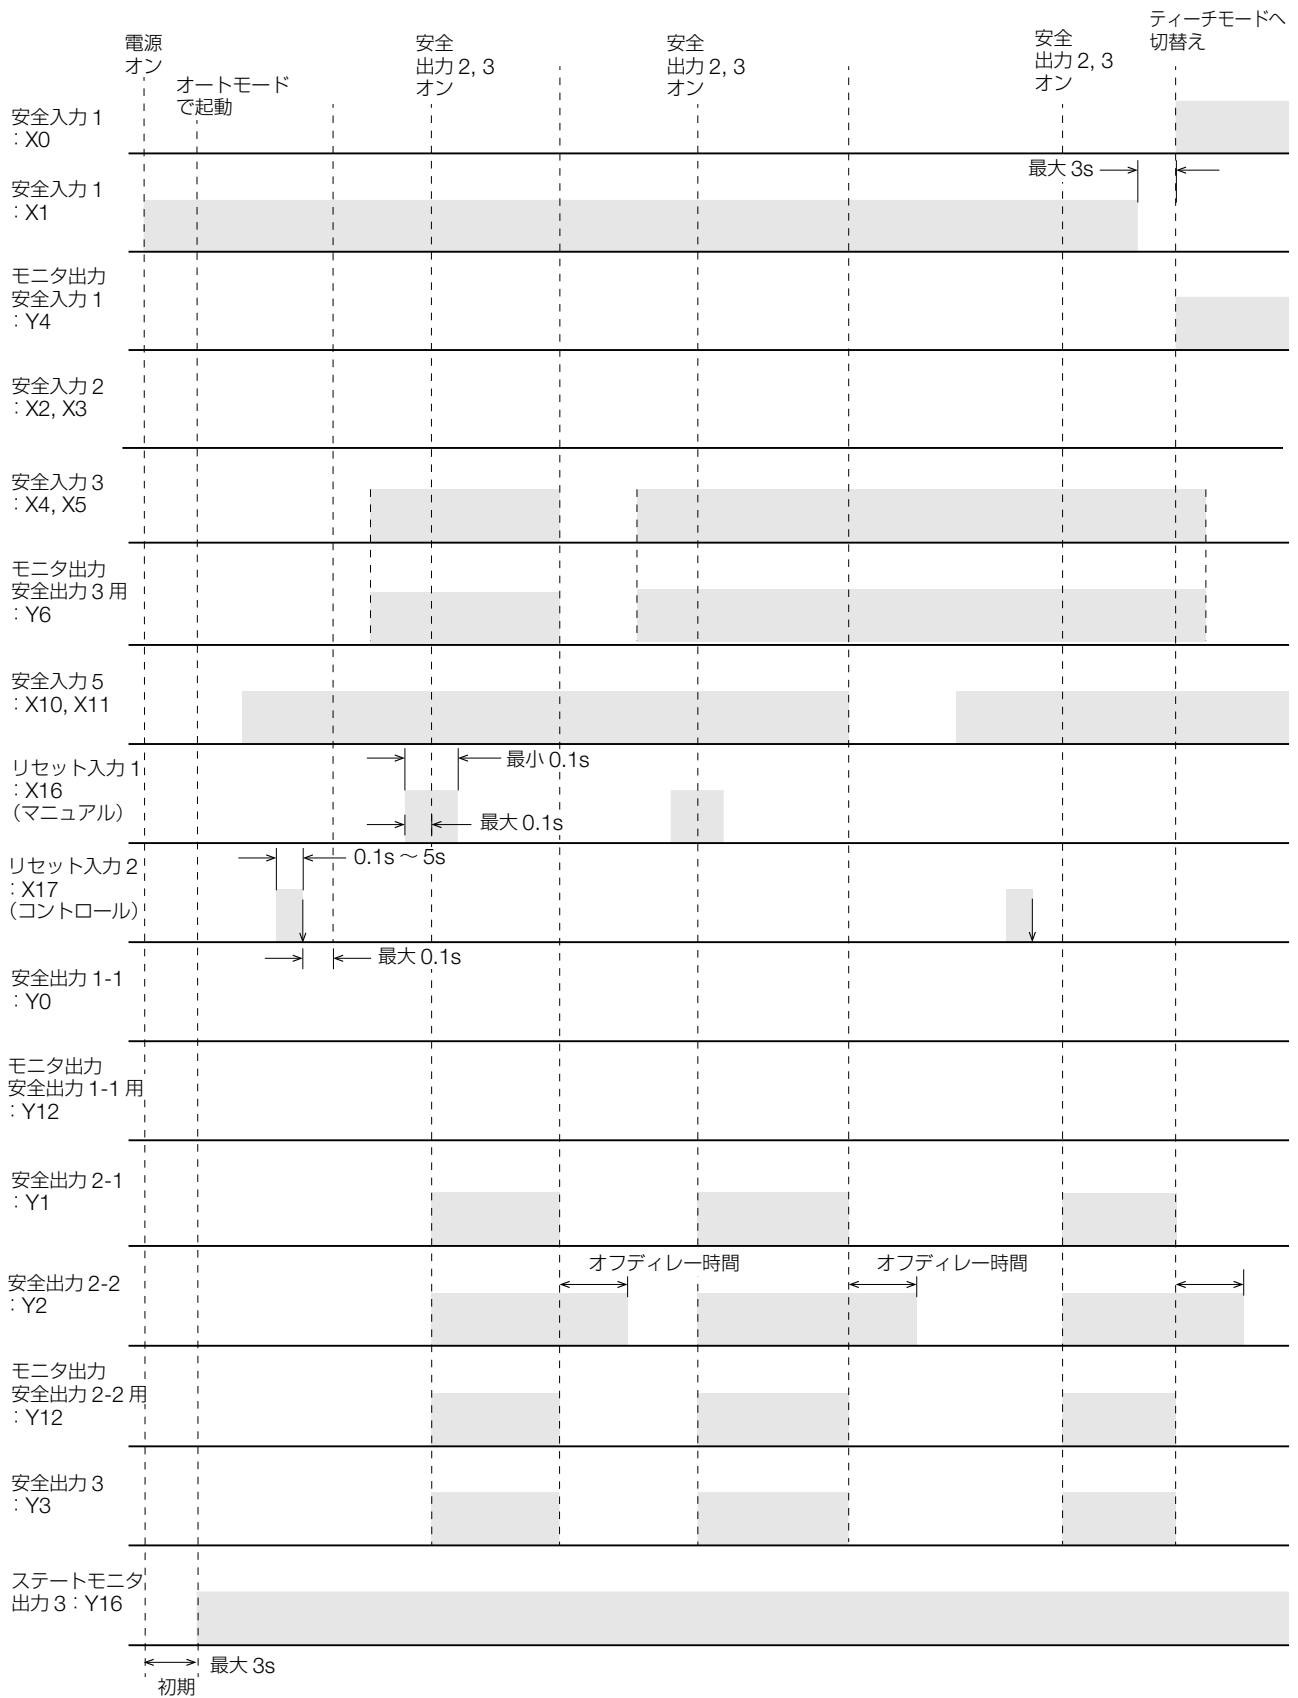 電源
オン
オートモード
で起動
安全
出力 2, 3
オン
安全
出力 2, 3
オン
安全
出力 2, 3
オン
ティーチモードへ
切替え
安全入力 1
: X0
安全入力 1
: X1
最大 3s
モニタ出力
安全入力 1
: Y4
安全入力 2
: X2, X3
安全入力 3
: X4, X5
モニタ出力
安全出力 3 用
: Y6
安全入力 5
: X10, X11
リセット入力 1
: X16
（マニュアル）
最小 0.1s
最大 0.1s
リセット入力 2
: X17
（コントロール）
0.1s ～ 5s
最大 0.1s
安全出力 1-1
: Y0
モニタ出力
安全出力 1-1 用
: Y12
安全出力 2-1
: Y1
安全出力 2-2
: Y2
オフディレー時間
オフディレー時間
モニタ出力
安全出力 2-2 用
: Y12
安全出力 3
: Y3
ステートモニタ
出力 3 : Y16
最大 3s
初期